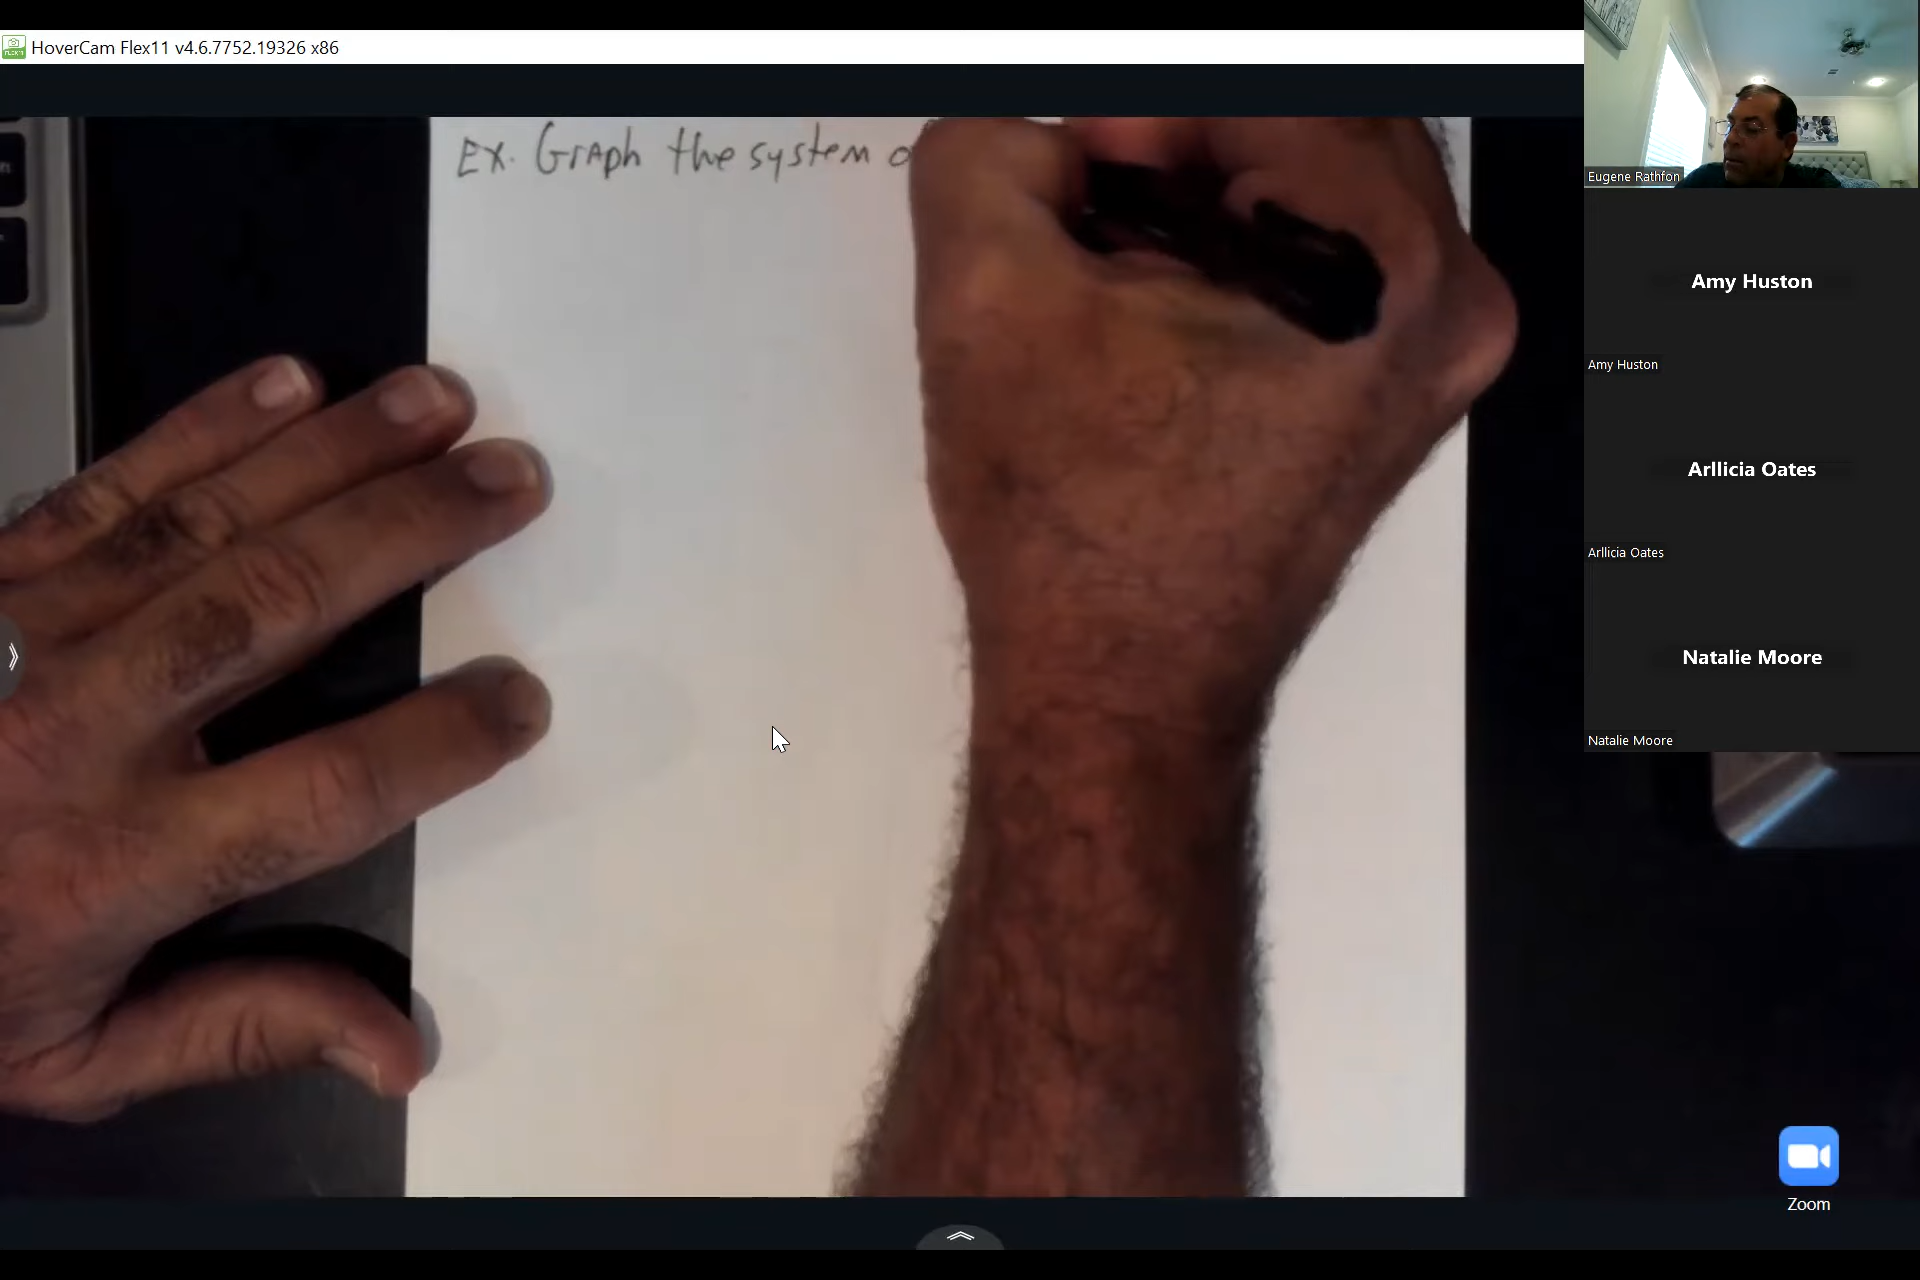 HoverCam Flex11 v4.6.7752.19326 x86
Ex. Graph the system o
Eugene Rathfon
Amy Huston
Amy Huston
Arllicia Oates
Arllicia Oates
Natalie Moore
Natalie Moore
Zoom